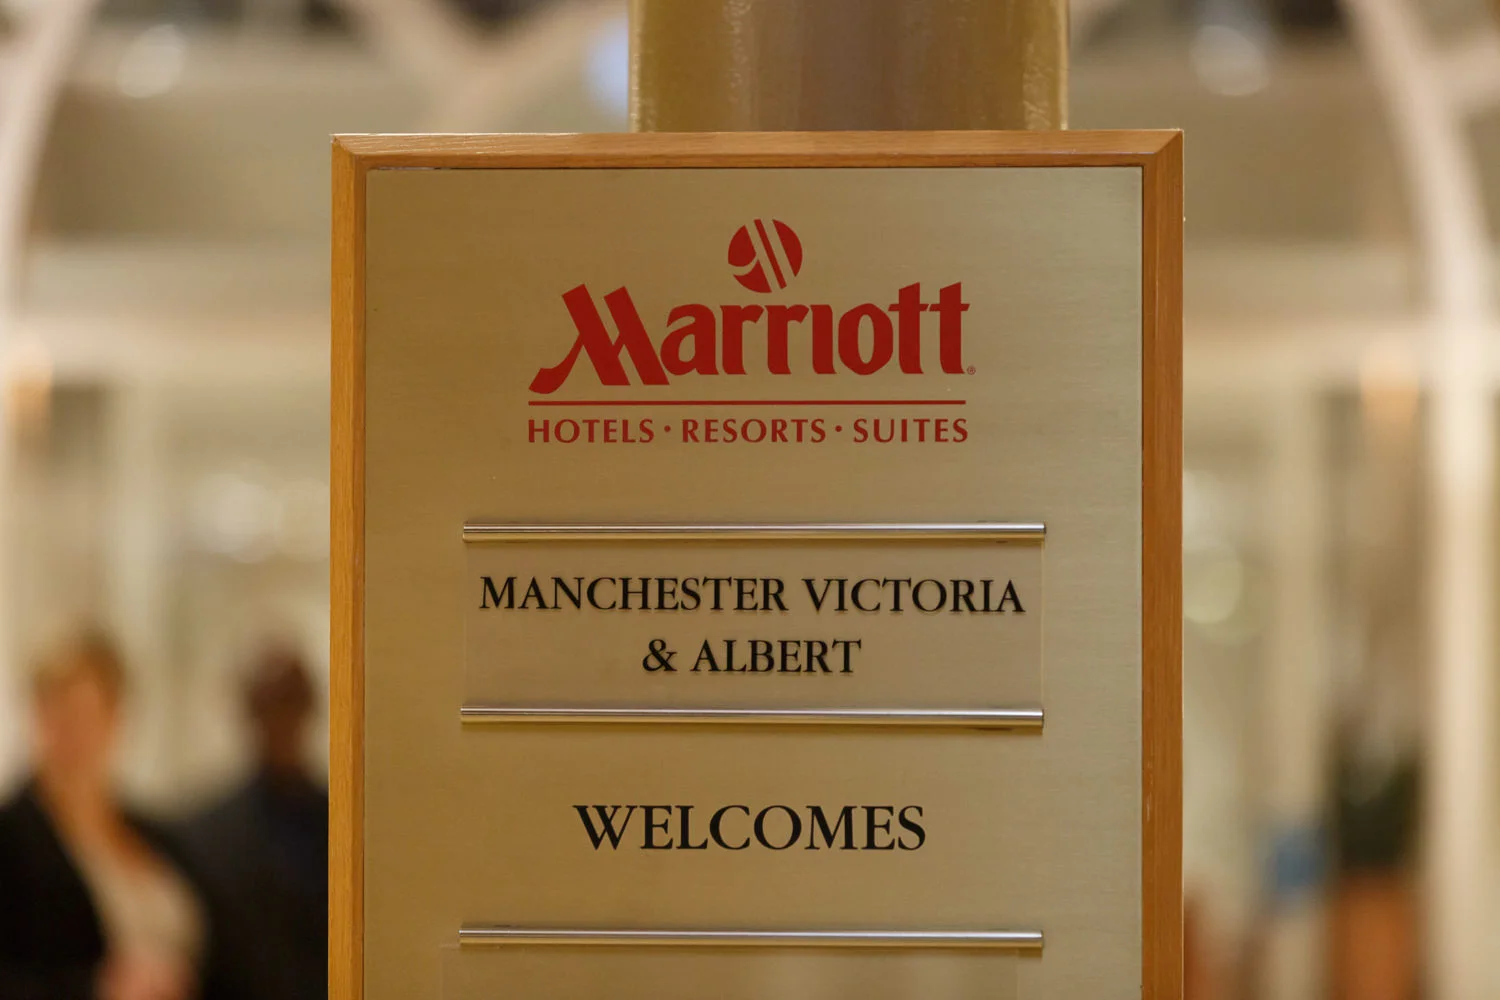 Marriott®
HOTELS · RESORTS · SUITES
MANCHESTER VICTORIA
& ALBERT
WELCOMES